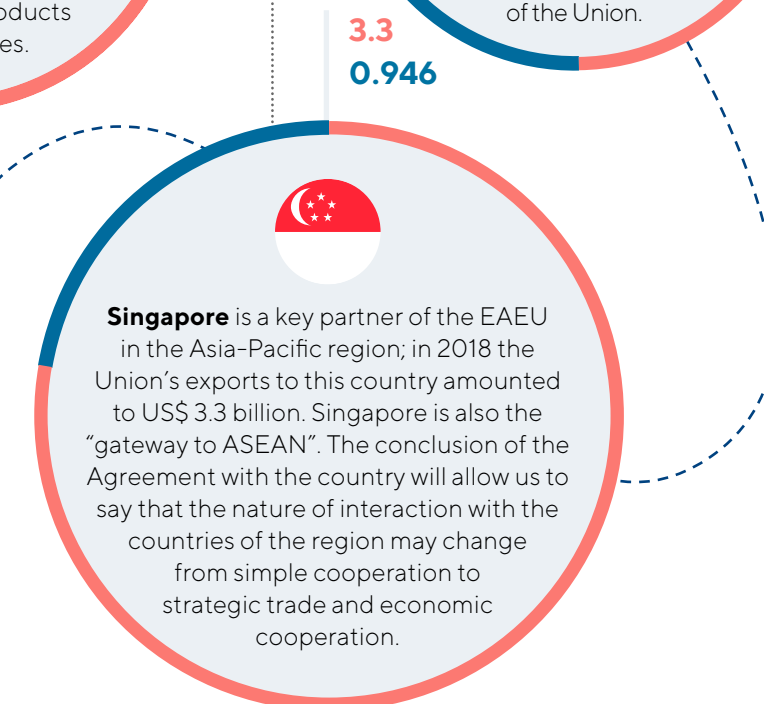 oducts
es.
of the Union.
3.3
0.946
Singapore is a key partner of the EAEU
in the Asia-Pacific region; in 2018 the
Union's exports to this country amounted
to US$ 3.3 billion. Singapore is also the
“gateway to ASEAN”. The conclusion of the
Agreement with the country will allow us to
say that the nature of interaction with the
countries of the region may change
from simple cooperation to
strategic trade and economic
cooperation.